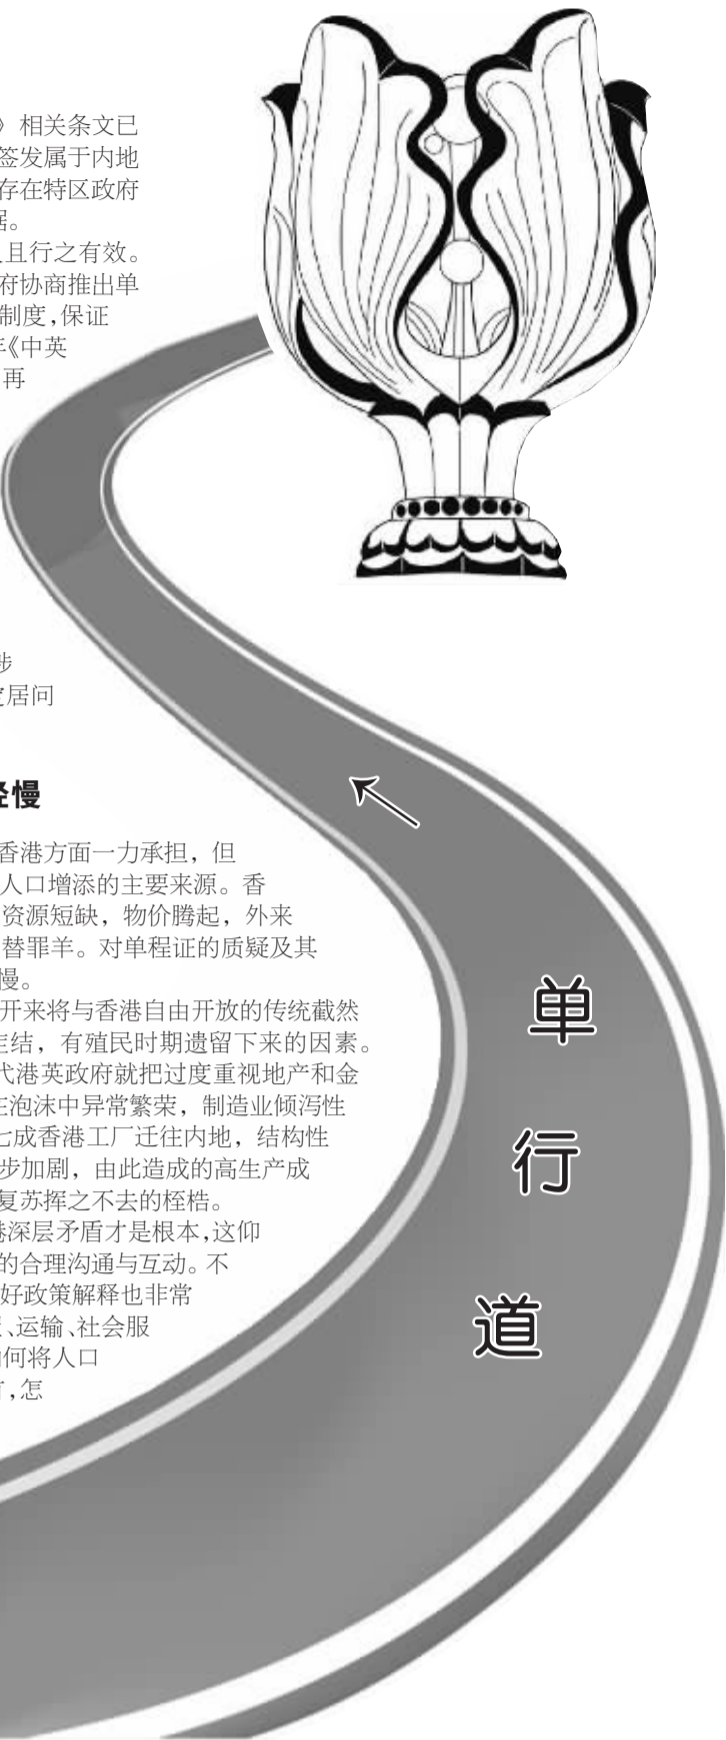 》相关条文已
签发属于内地
存在特区政府
据。
且行之有效。
府协商推出单
制度,保证
年《中英
再
涉
定居问
轻慢
香港方面一力承担，但
人口增添的主要来源。香
资源短缺，物价腾起，外来
替罪羊。对单程证的质疑及其
慢。
开来将与香港自由开放的传统截然
症结，有殖民时期遗留下来的因素。
代港英政府就把过度重视地产和金
在泡沫中异常繁荣，制造业倾泻性
七成香港工厂迁往内地，结构性
步加剧，由此造成的高生产成
复苏挥之不去的桎梏。
港深层矛盾才是根本,这仰
的合理沟通与互动。不
好政策解释也非常
、运输、社会服
如何将人口
,怎
单
行
道